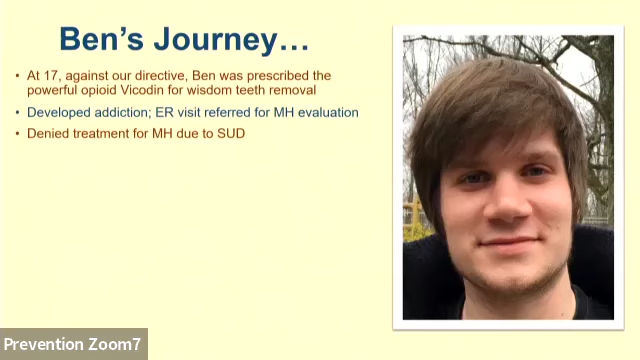 Ben's Journey…
• At 17, against our directive, Ben was prescribed the
powerful opioid Vicodin for wisdom teeth removal
• Developed addiction; ER visit referred for MH evaluation
• Denied treatment for MH due to SUD
Prevention Zoom7